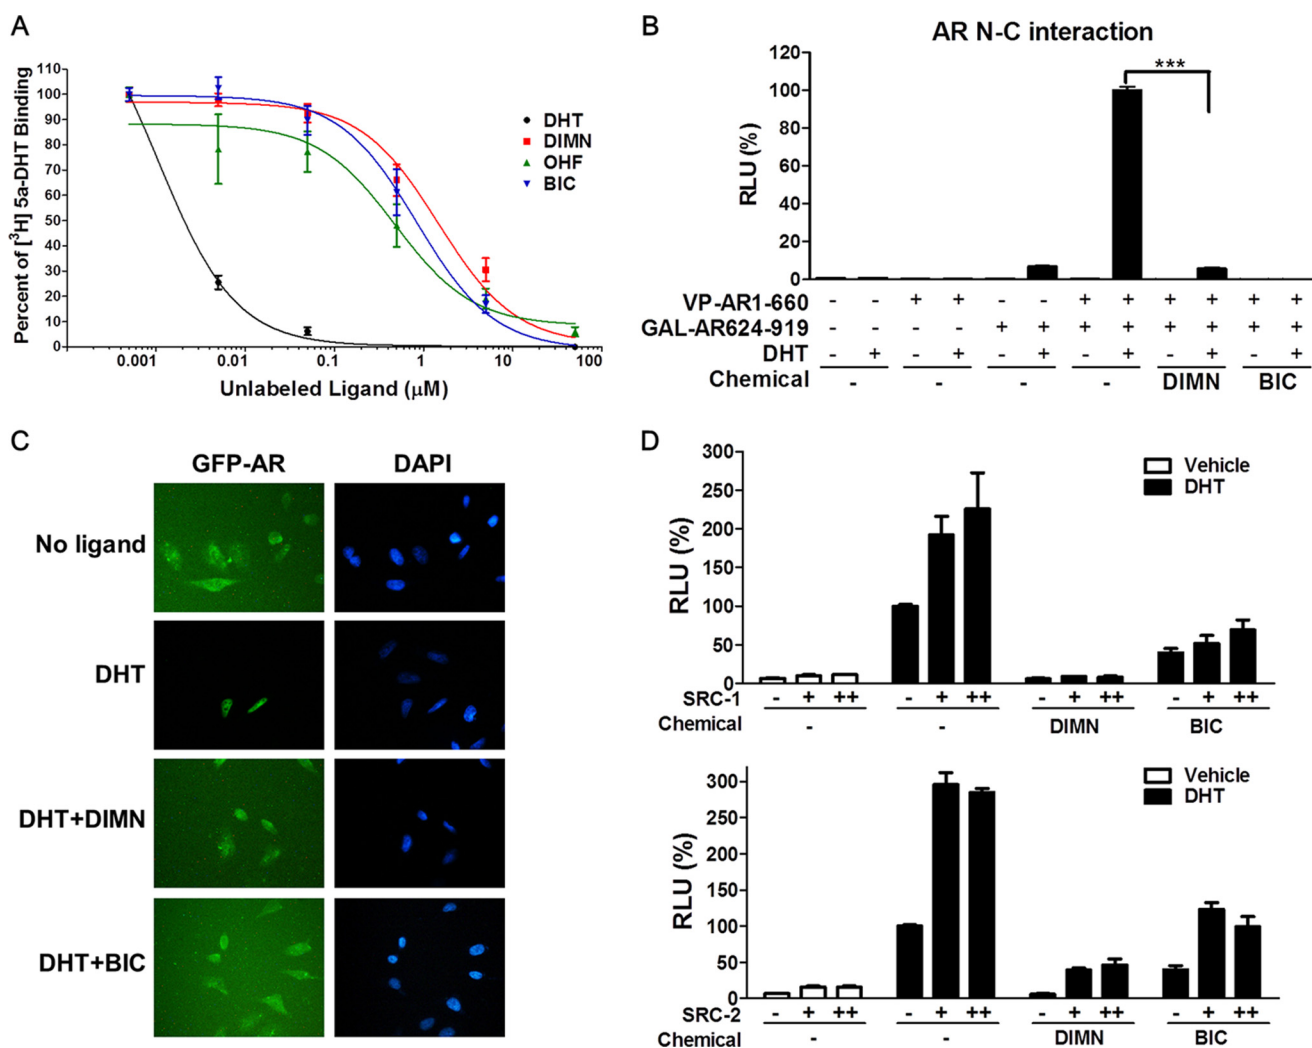 A
110
100
90
80
70
60
50
40
30
20
10
0
Percent of [³H] 5a-DHT Binding
0.001 0.01 0.1 1 10 100
Unlabeled Ligand (µM)
DHT
DIMN
OHF
BIC
B
AR N-C interaction
120
100
80
60
40
20
0
RLU (%)
***
VP-AR1-660 - - + + - - + + + + + +
GAL-AR624-919 - - - - + + + + + + + +
DHT - + - + - + - + - + - +
Chemical - - - - DIMN BIC
C
GFP-AR DAPI
No ligand
DHT
DHT+DIMN
DHT+BIC
D
300
250
200
150
100
50
0
RLU (%)
Vehicle
DHT
SRC-1 - + ++ - + ++ - + ++ - + ++
Chemical - - DIMN BIC
300
250
200
150
100
50
0
RLU (%)
Vehicle
DHT
SRC-2 - + ++ - + ++ - + ++ - + ++
Chemical - - DIMN BIC